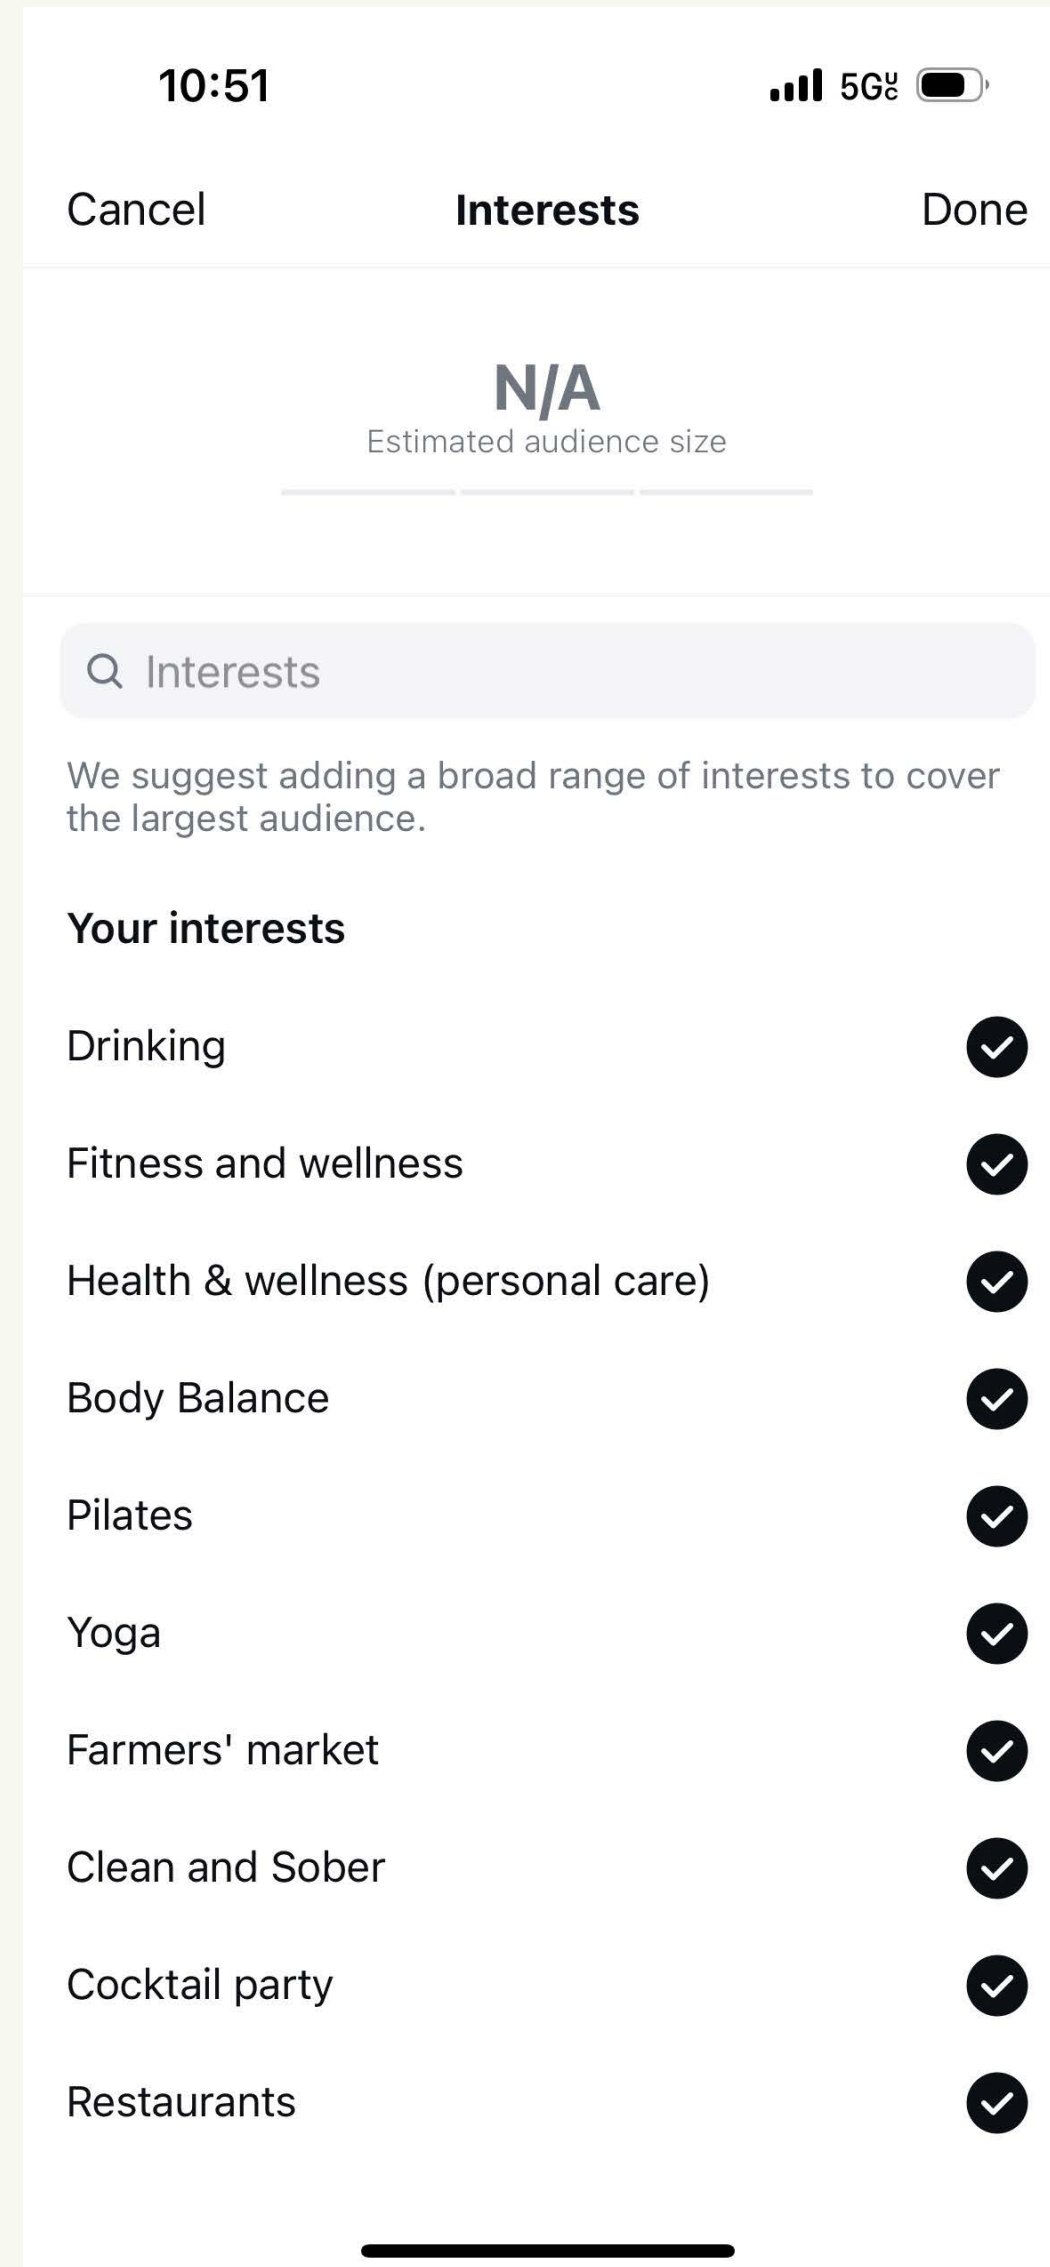 10:51
5GUC
Cancel
Interests
Done
N/A
Estimated audience size
Interests
We suggest adding a broad range of interests to cover
the largest audience.
Your interests
Drinking
Fitness and wellness
Health & wellness (personal care)
Body Balance
Pilates
Yoga
Farmers' market
Clean and Sober
Cocktail party
Restaurants